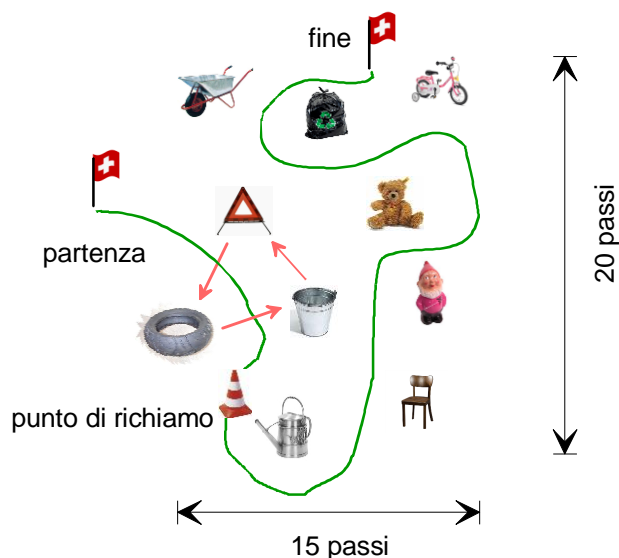 fine
partenza
20 passi
punto di richiamo
15 passi